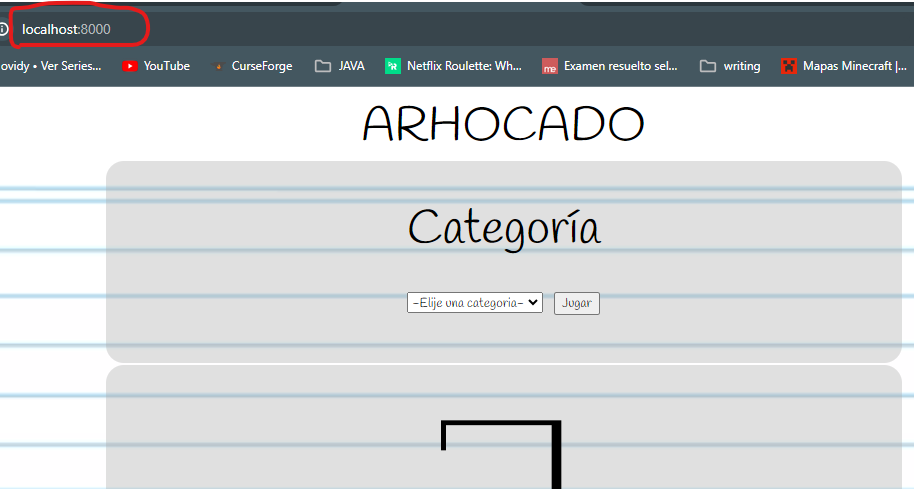 localhost:8000
ovidy • Ver Series... YouTube CurseForge JAVA Netflix Roulette: Wh... Examen resuelto sel... writing Mapas Minecraft |...
ARHOCADO
Categoría
-Elije una categoria- Jugar